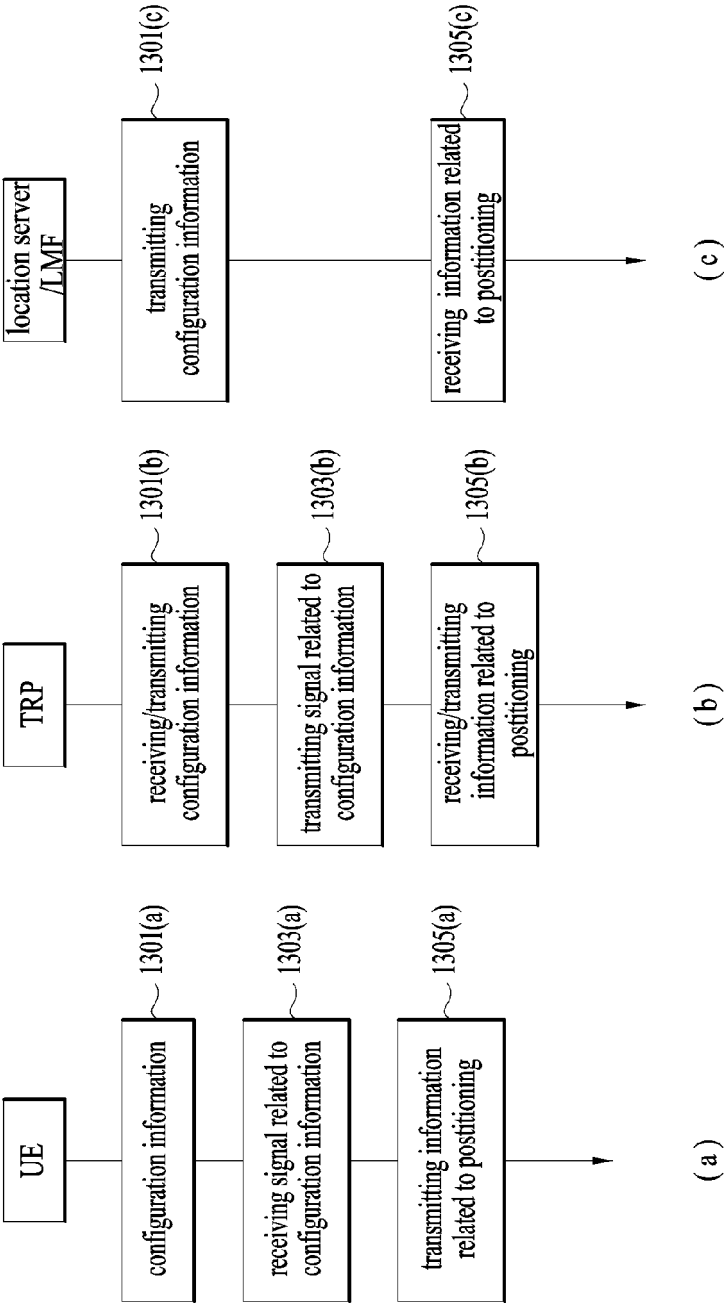 UE
configuration information
1301(a)
receiving signal related to
configuration information
1303(a)
transmitting information
related to postitioning
1305(a)
(a)
TRP
receiving/transmitting
configuration information
1301(b)
transmitting signal related to
configuration information
1303(b)
receiving/transmitting
information related to
postitioning
1305(b)
(b)
location server
/LMF
transmitting
configuration information
1301(c)
receiving information related
to postitioning
1305(c)
(c)